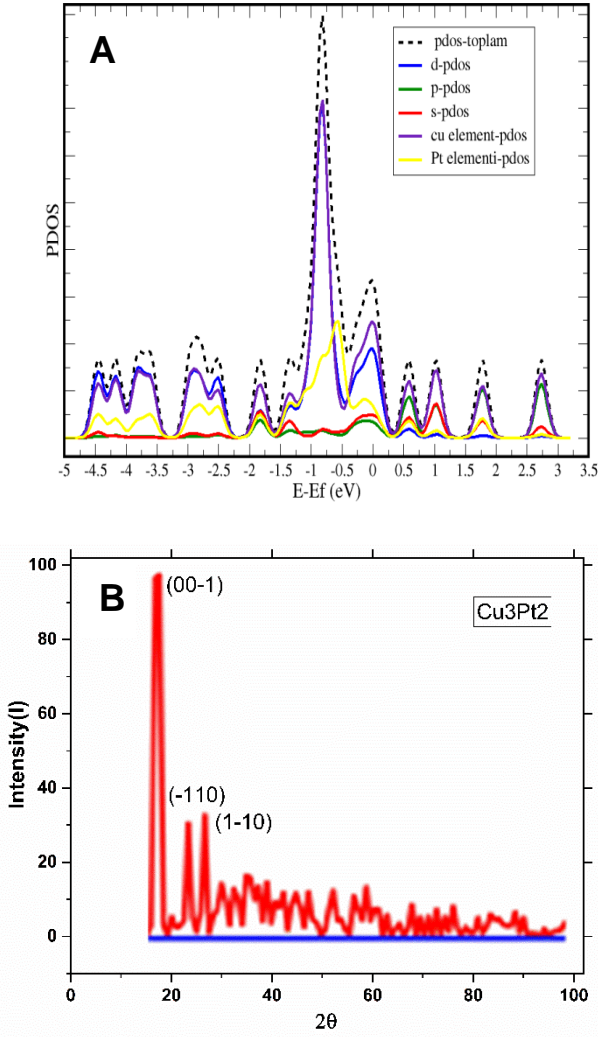 A
pdos-toplam
d-pdos
p-pdos
s-pdos
cu element-pdos
Pt elementi-pdos
PDOS
-5 -4.5 -4 -3.5 -3 -2.5 -2 -1.5 -1 -0.5 0 0.5 1 1.5 2 2.5 3 3.5
E-Ef (eV)
B
Cu3Pt2
(00-1)
(-110)
(1-10)
Intensity(I)
100
80
60
40
20
0
0 20 40 60 80 100
2θ